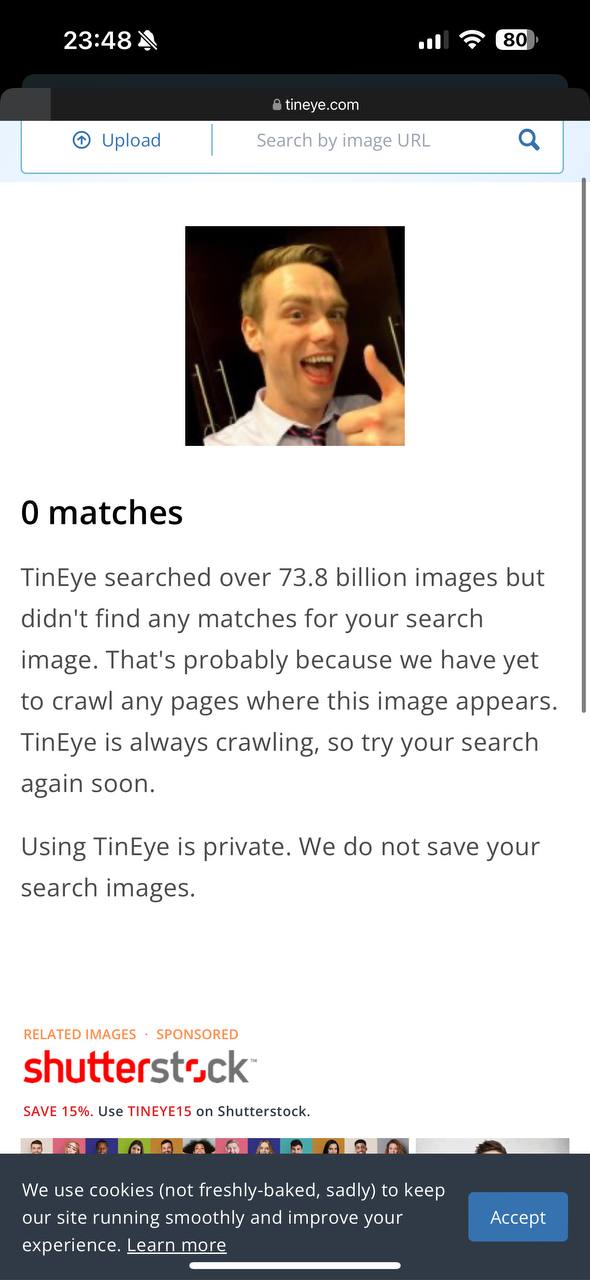 23:48
80
tineye.com
Upload
Search by image URL
0 matches
TinEye searched over 73.8 billion images but
didn't find any matches for your search
image. That's probably because we have yet
to crawl any pages where this image appears.
TinEye is always crawling, so try your search
again soon.
Using TinEye is private. We do not save your
search images.
RELATED IMAGES · SPONSORED
shutterstock™
SAVE 15%. Use TINEYE15 on Shutterstock.
We use cookies (not freshly-baked, sadly) to keep
our site running smoothly and improve your
experience. Learn more
Accept